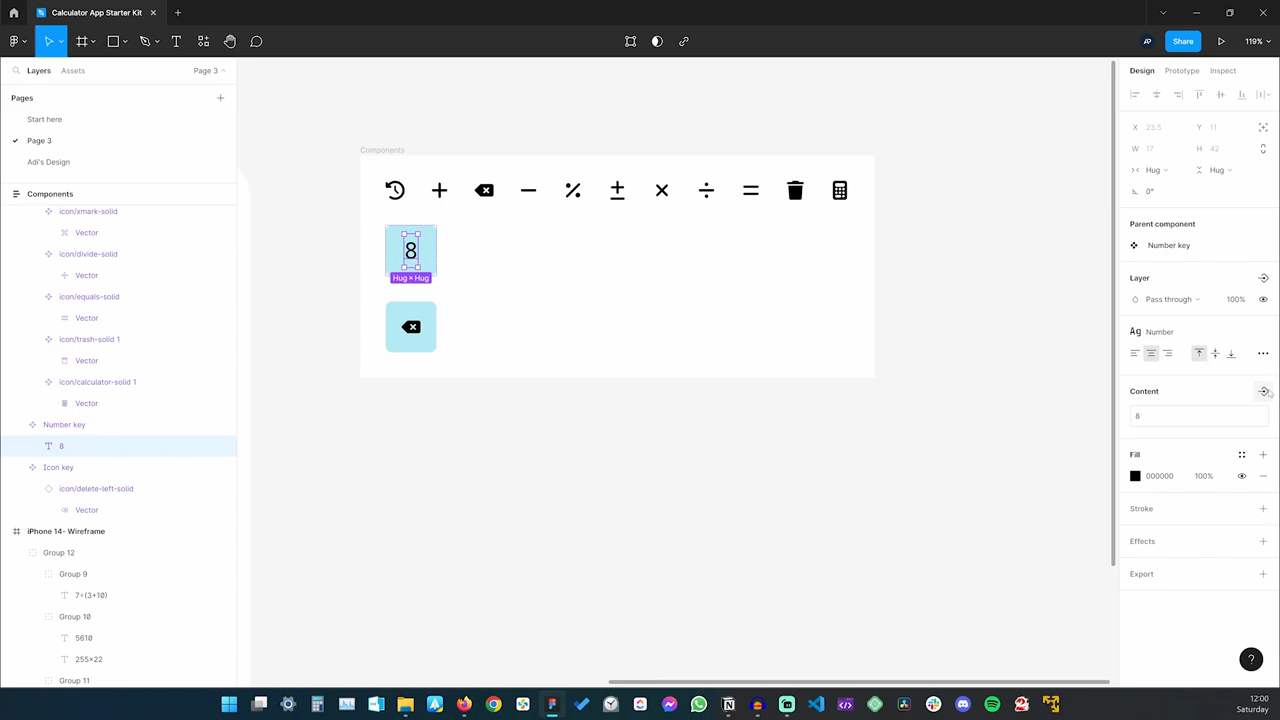 Calculator App Starter Kit
Share
119%
Layers
Assets
Page 3
Pages
Start here
Page 3
Adi's Design
Components
icon/xmark-solid
Vector
icon/divide-solid
Vector
icon/equals-solid
Vector
icon/trash-solid 1
Vector
icon/calculator-solid 1
Vector
Number key
8
Icon key
icon/delete-left-solid
Vector
iPhone 14- Wireframe
Group 12
Group 9
7÷(3+10)
Group 10
5610
255×22
Group 11
Components
8
Hug × Hug
Design
Prototype
Inspect
X 23.5
Y 11
W 17
H 42
Hug
Hug
0°
Parent component
Number key
Layer
Pass through
100%
Ag Number
Content
8
Fill
000000
100%
Stroke
Effects
Export
?
12:00
Saturday